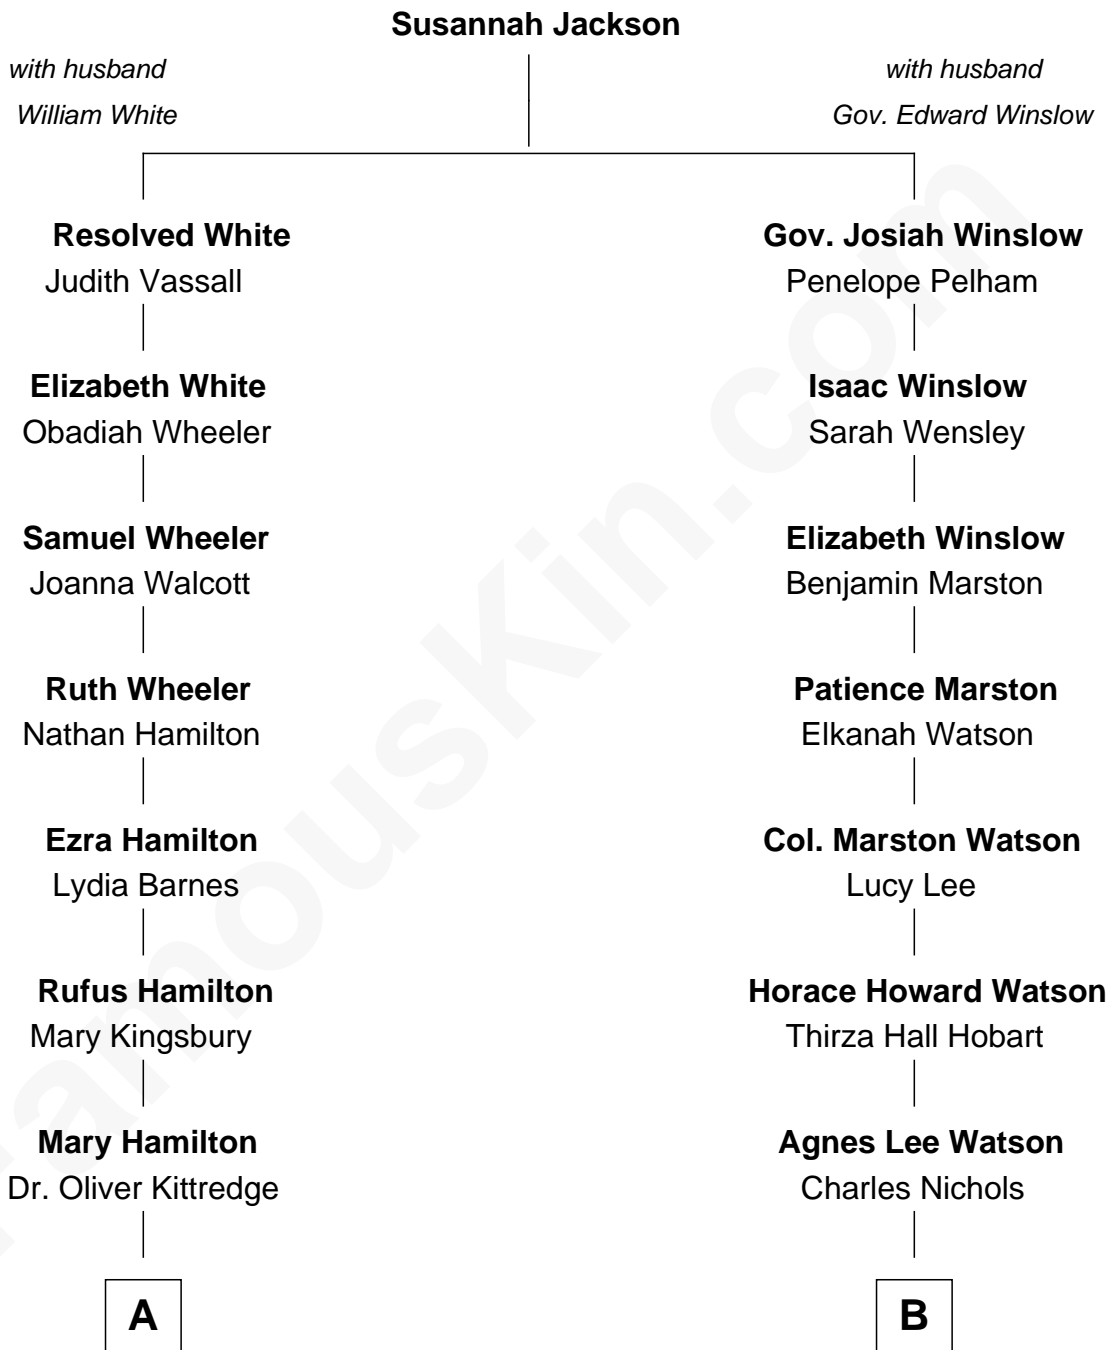 Susannah Jackson
with husband
William White
with husband
Gov. Edward Winslow
Resolved White
Judith Vassall
Gov. Josiah Winslow
Penelope Pelham
Elizabeth White
Obadiah Wheeler
Isaac Winslow
Sarah Wensley
Samuel Wheeler
Joanna Walcott
Elizabeth Winslow
Benjamin Marston
Ruth Wheeler
Nathan Hamilton
Patience Marston
Elkanah Watson
Ezra Hamilton
Lydia Barnes
Col. Marston Watson
Lucy Lee
Rufus Hamilton
Mary Kingsbury
Horace Howard Watson
Thirza Hall Hobart
Mary Hamilton
Dr. Oliver Kittredge
Agnes Lee Watson
Charles Nichols
A
B
FamousKin.com